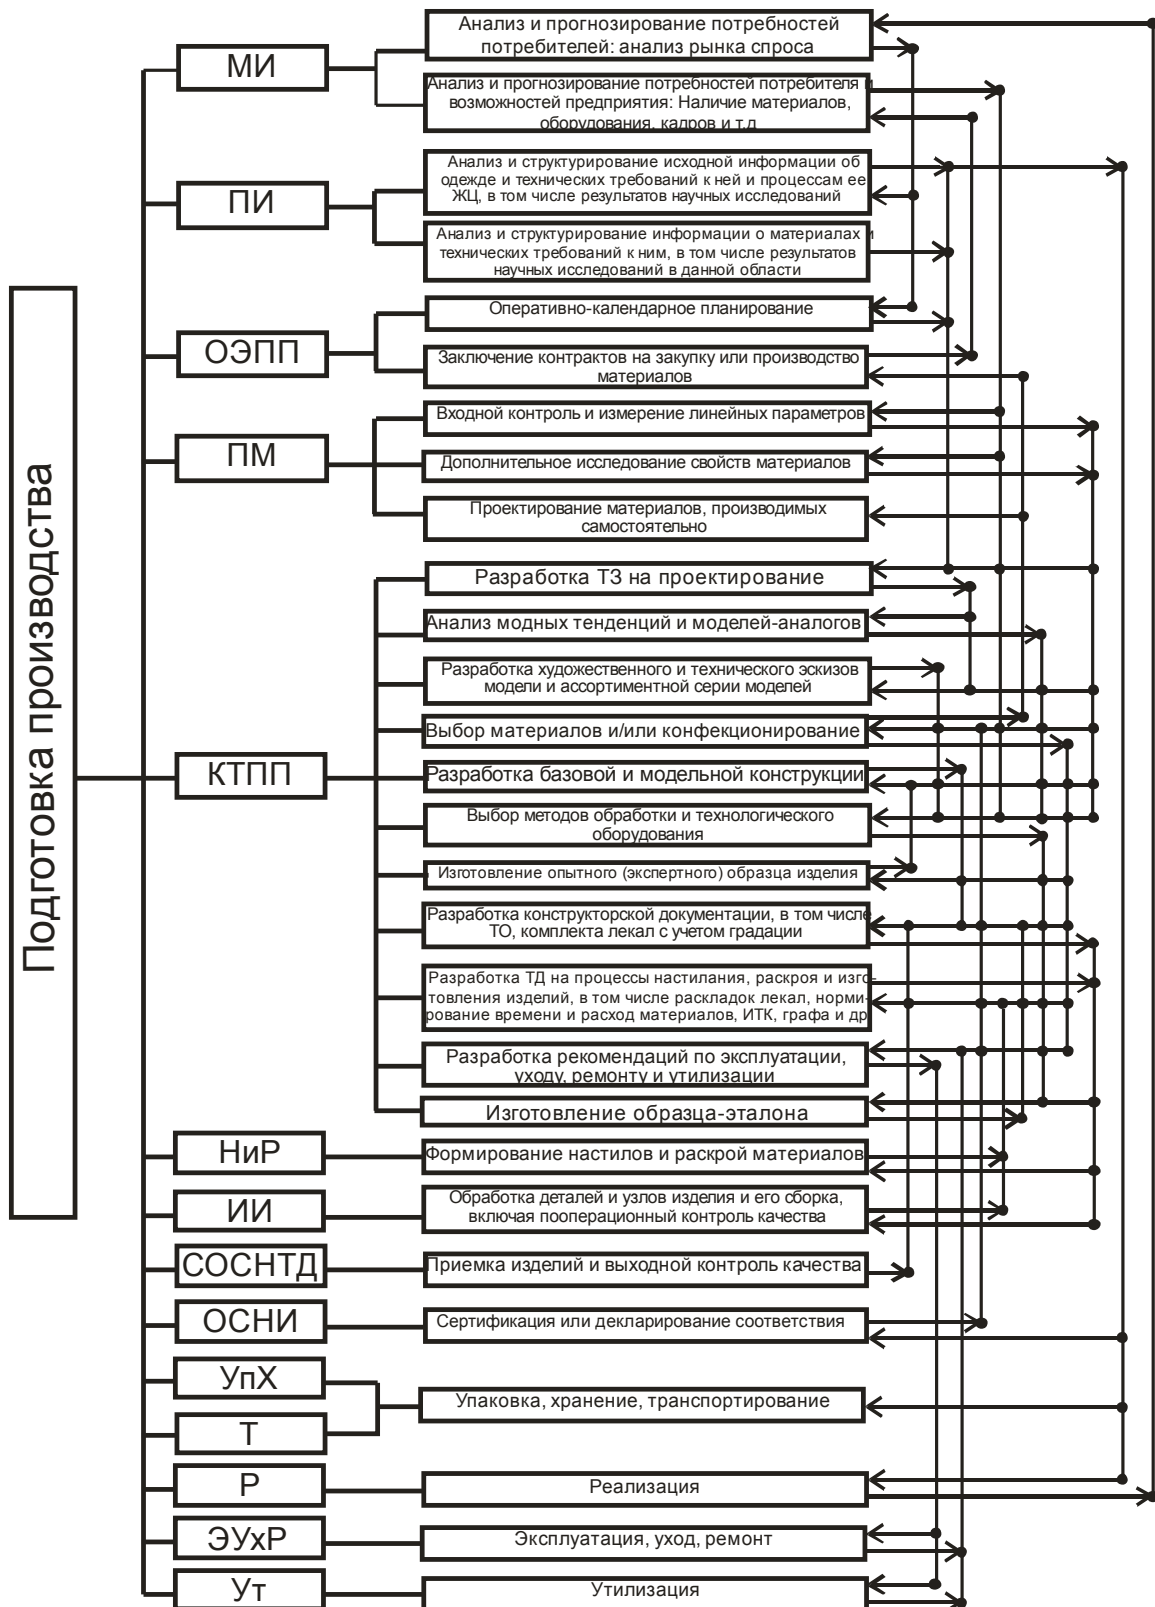 Подготовка производства
МИ
Анализ и прогнозирование потребностей
потребителей: анализ рынка спроса
Анализ и прогнозирование потребностей потребителя и
возможностей предприятия: Наличие материалов,
оборудования, кадров и т.д
ПИ
Анализ и структурирование исходной информации об
одежде и технических требований к ней и процессам ее
ЖЦ, в том числе результатов научных исследований
Анализ и структурирование информации о материалах и
технических требований к ним, в том числе результатов
научных исследований в данной области
ОЭПП
Оперативно-календарное планирование
Заключение контрактов на закупку или производство
материалов
ПМ
Входной контроль и измерение линейных параметров
Дополнительное исследование свойств материалов
Проектирование материалов, производимых
самостоятельно
КТПП
Разработка ТЗ на проектирование
Анализ модных тенденций и моделей-аналогов
Разработка художественного и технического эскизов
модели и ассортиментной серии моделей
Выбор материалов и/или конфекционирование
Разработка базовой и модельной конструкции
Выбор методов обработки и технологического
оборудования
Изготовление опытного (экспертного) образца изделия
Разработка конструкторской документации, в том числе
ТО, комплекта лекал с учетом градации
Разработка ТД на процессы настилания, раскроя и изго-
товления изделий, в том числе раскладок лекал, норми-
рование времени и расход материалов, ИТК, графа и др
Разработка рекомендаций по эксплуатации,
уходу, ремонту и утилизации
Изготовление образца-эталона
НиР
Формирование настилов и раскрой материалов
ИИ
Обработка деталей и узлов изделия и его сборка,
включая пооперационный контроль качества
СОСНТД
Приемка изделий и выходной контроль качества
ОСНИ
Сертификация или декларирование соответствия
УпХ
Т
Упаковка, хранение, транспортирование
Р
Реализация
ЭУхР
Эксплуатация, уход, ремонт
Ут
Утилизация